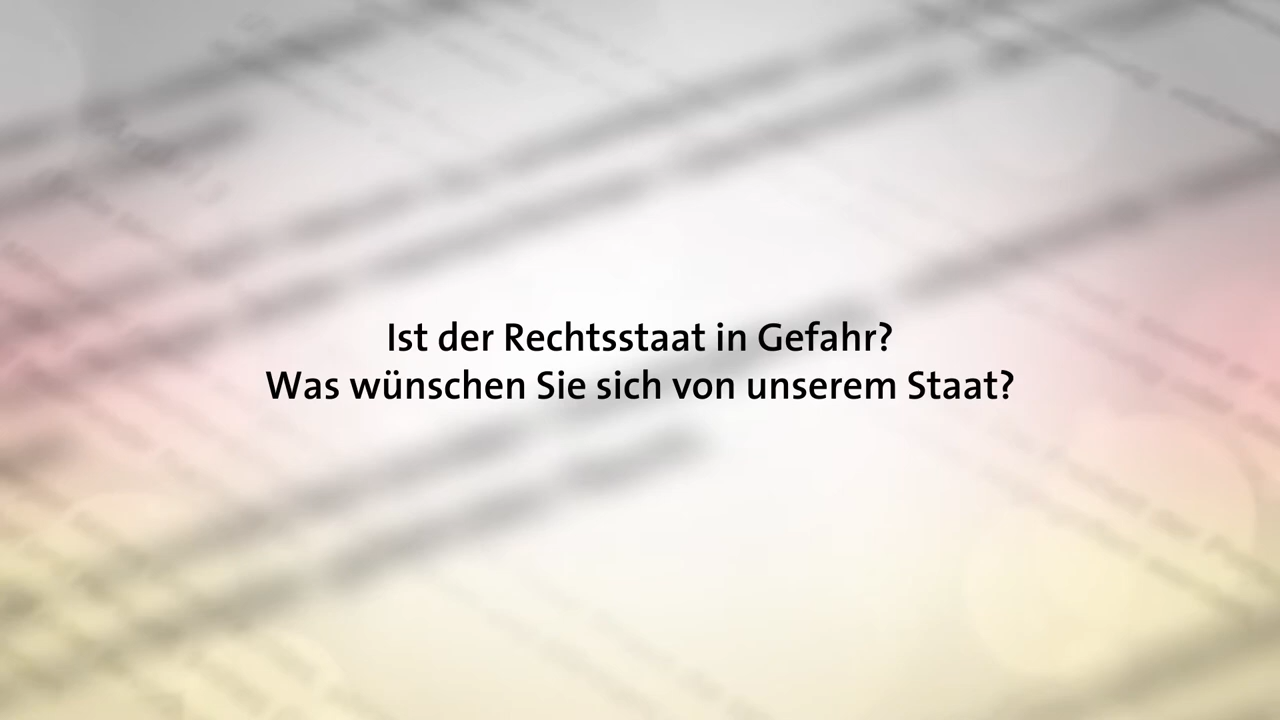 Ist der Rechtsstaat in Gefahr?
Was wünschen Sie sich von unserem Staat?